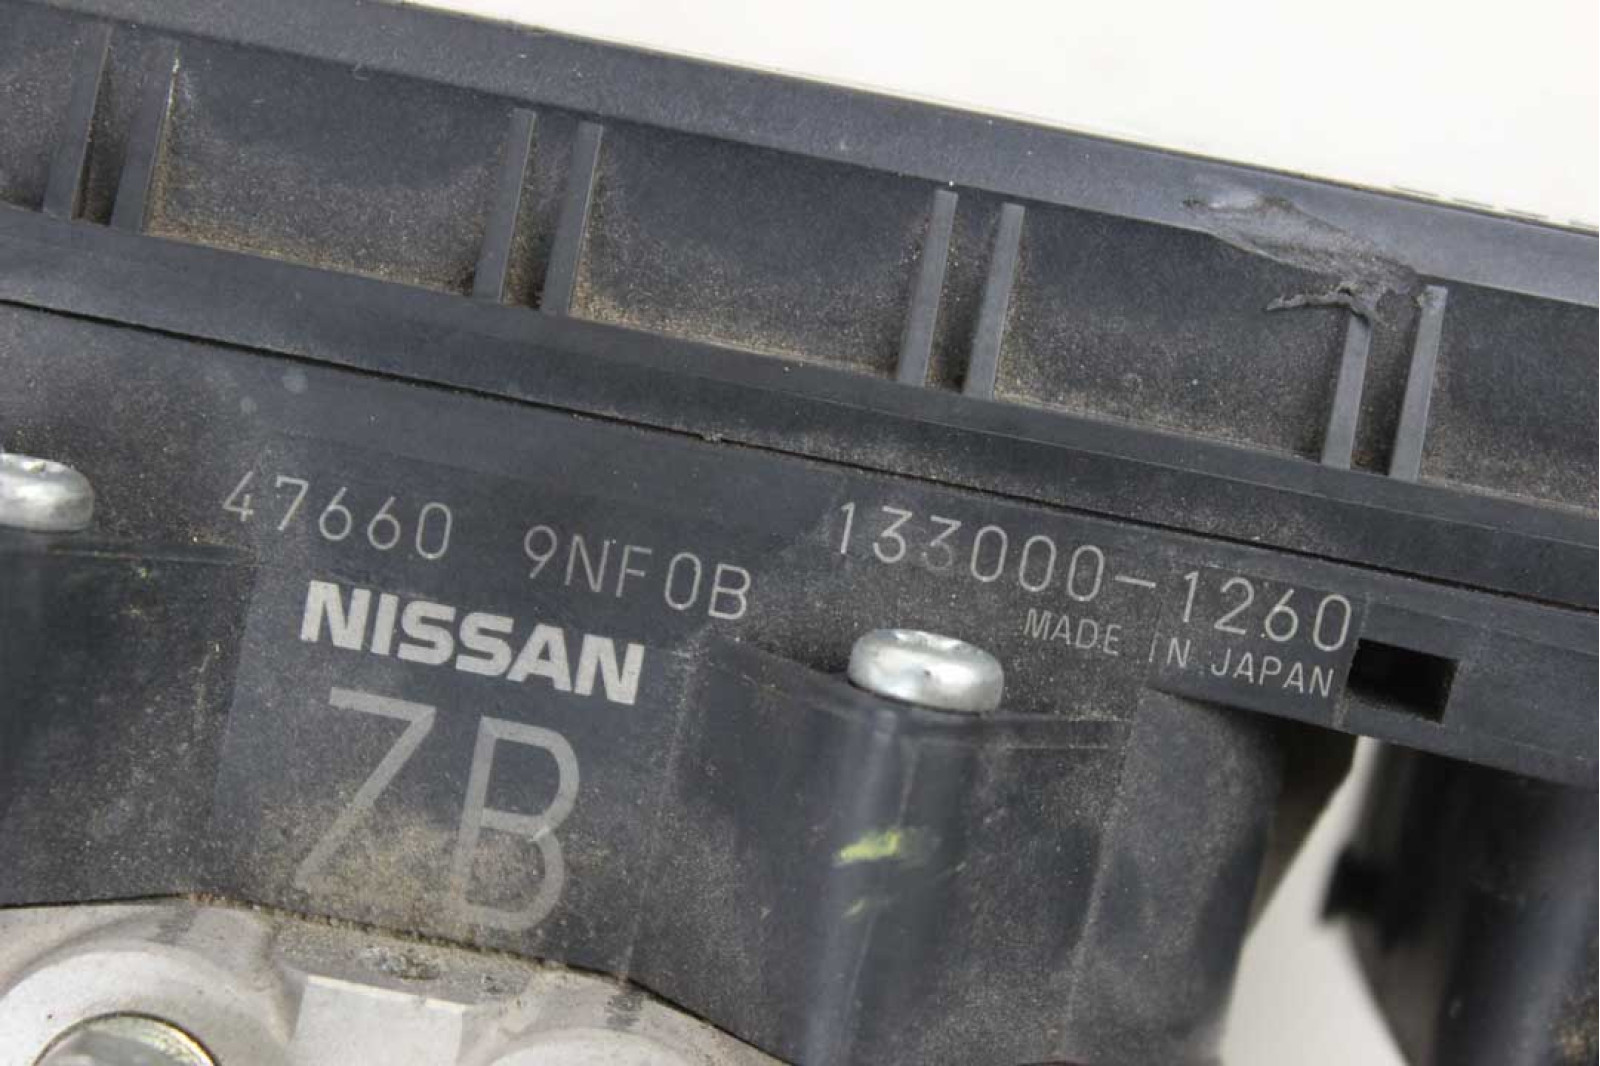 47660 9NF0B 133000-1260
MADE IN JAPAN
NISSAN
ZB